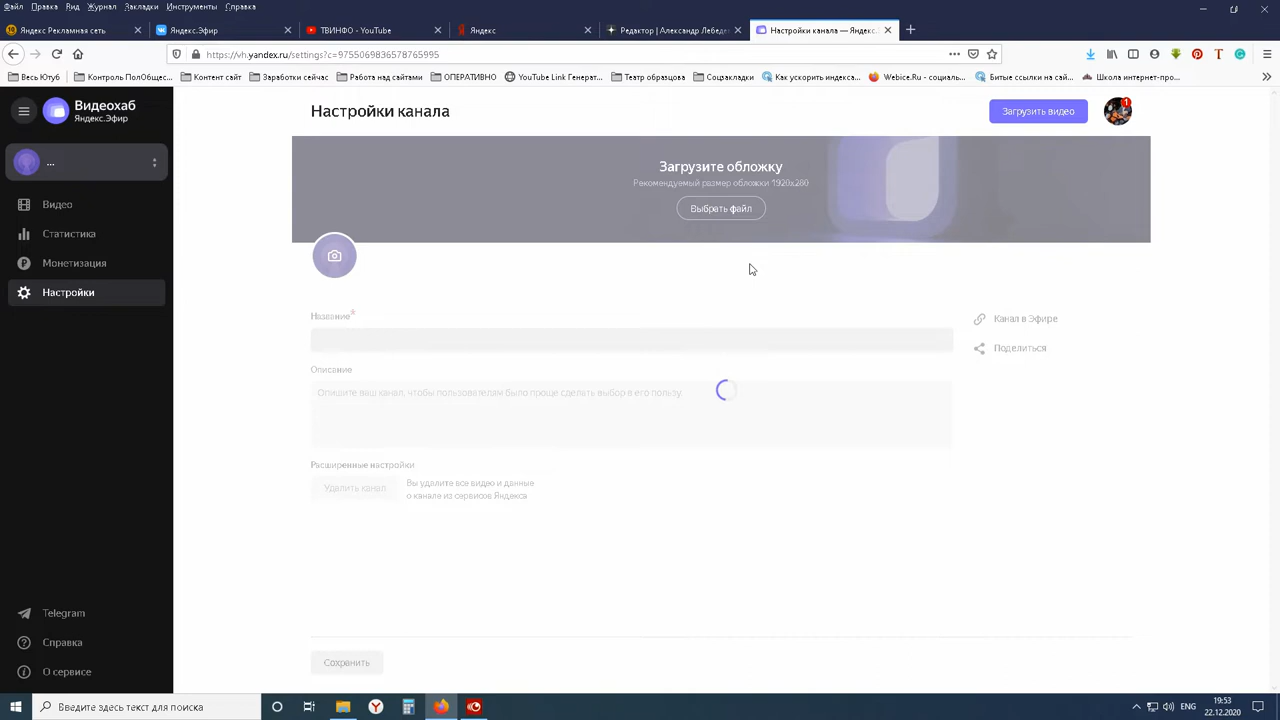 Файл Правка Вид Журнал Закладки Инструменты Справка
Яндекс Рекламная сеть
Яндекс.Эфир
ТВИНФО - YouTube
Яндекс
Редактор | Александр Лебеде
Настройки канала — Яндекс.
https://vh.yandex.ru/settings?c=9755069836578765995
Весь Ютуб
Контроль ПолОбщес...
Контент сайт
Заработки сейчас
Работа над сайтами
ОПЕРАТИВНО
YouTube Link Генерат...
Театр образцова
Соцзакладки
Как ускорить индекса...
Webice.Ru - социаль...
Битые ссылки на сай...
Школа интернет-про...
Видеохаб
Яндекс.Эфир
...
Видео
Статистика
Монетизация
Настройки
Telegram
Справка
О сервисе
Настройки канала
Загрузить видео
1
Загрузите обложку
Рекомендуемый размер обложки 1920x280
Выбрать файл
Название*
Описание
Опишите ваш канал, чтобы пользователям было проще сделать выбор в его пользу.
Расширенные настройки
Удалить канал
Вы удалите все видео и данные
о канале из сервисов Яндекса
Канал в Эфире
Поделиться
Сохранить
Введите здесь текст для поиска
ENG
19:53
22.12.2020